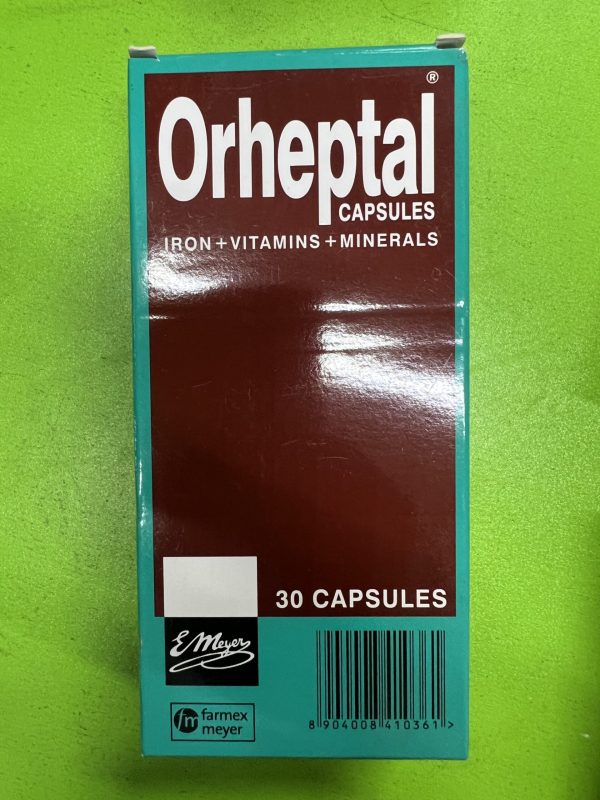 Orheptal®
CAPSULES
IRON+VITAMINS+MINERALS
30 CAPSULES
E Meyer
fm farmex
meyer
8 904008 410361 >